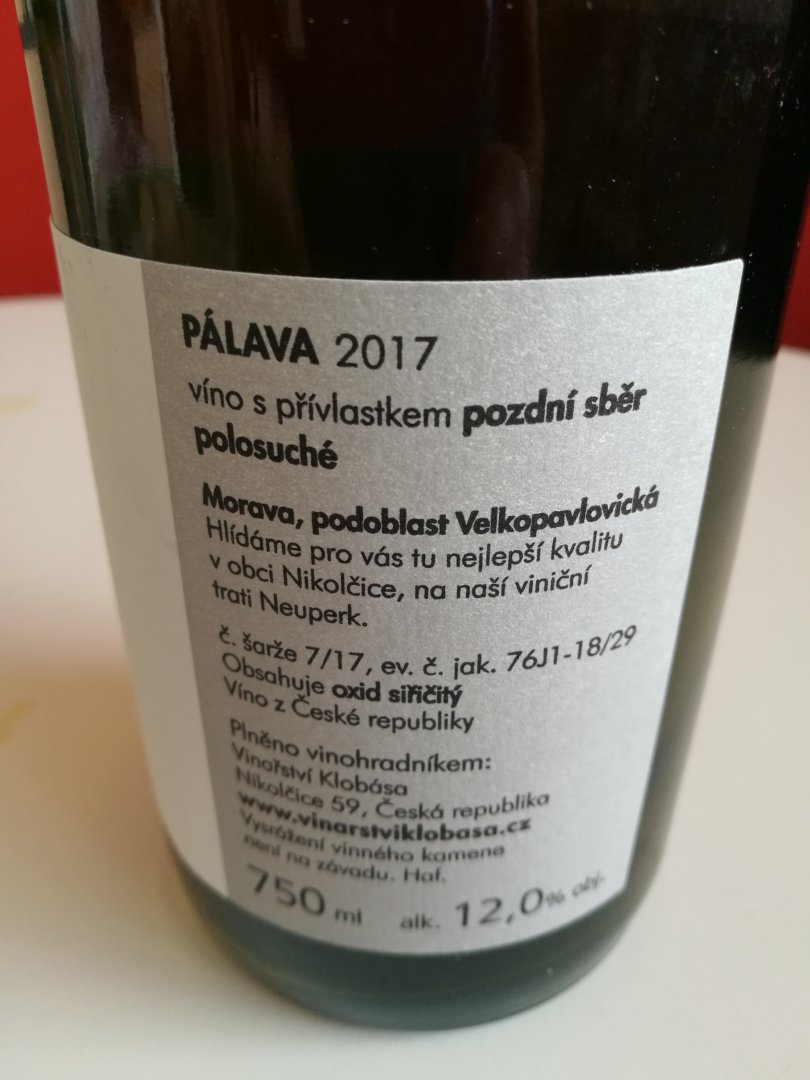 PÁLAVA 2017
víno s přívlastkem pozdní sběr
polosuché
Morava, podoblast Velkopavlovická
Hlídáme pro vás tu nejlepší kvalitu
v obci Nikolčice, na naší viniční
trati Neuperk.
č. šarže 7/17, ev. č. jak. 76J1-18/29
Obsahuje oxid siřičitý
Víno z České republiky
Plněno vinohradníkem:
Vinařství Klobása
Nikolčice 59, Česká republika
www.vinarstviklobasa.cz
Vysrážení vinného kamene
není na závadu. Haf.
750 ml alk. 12,0% obj.